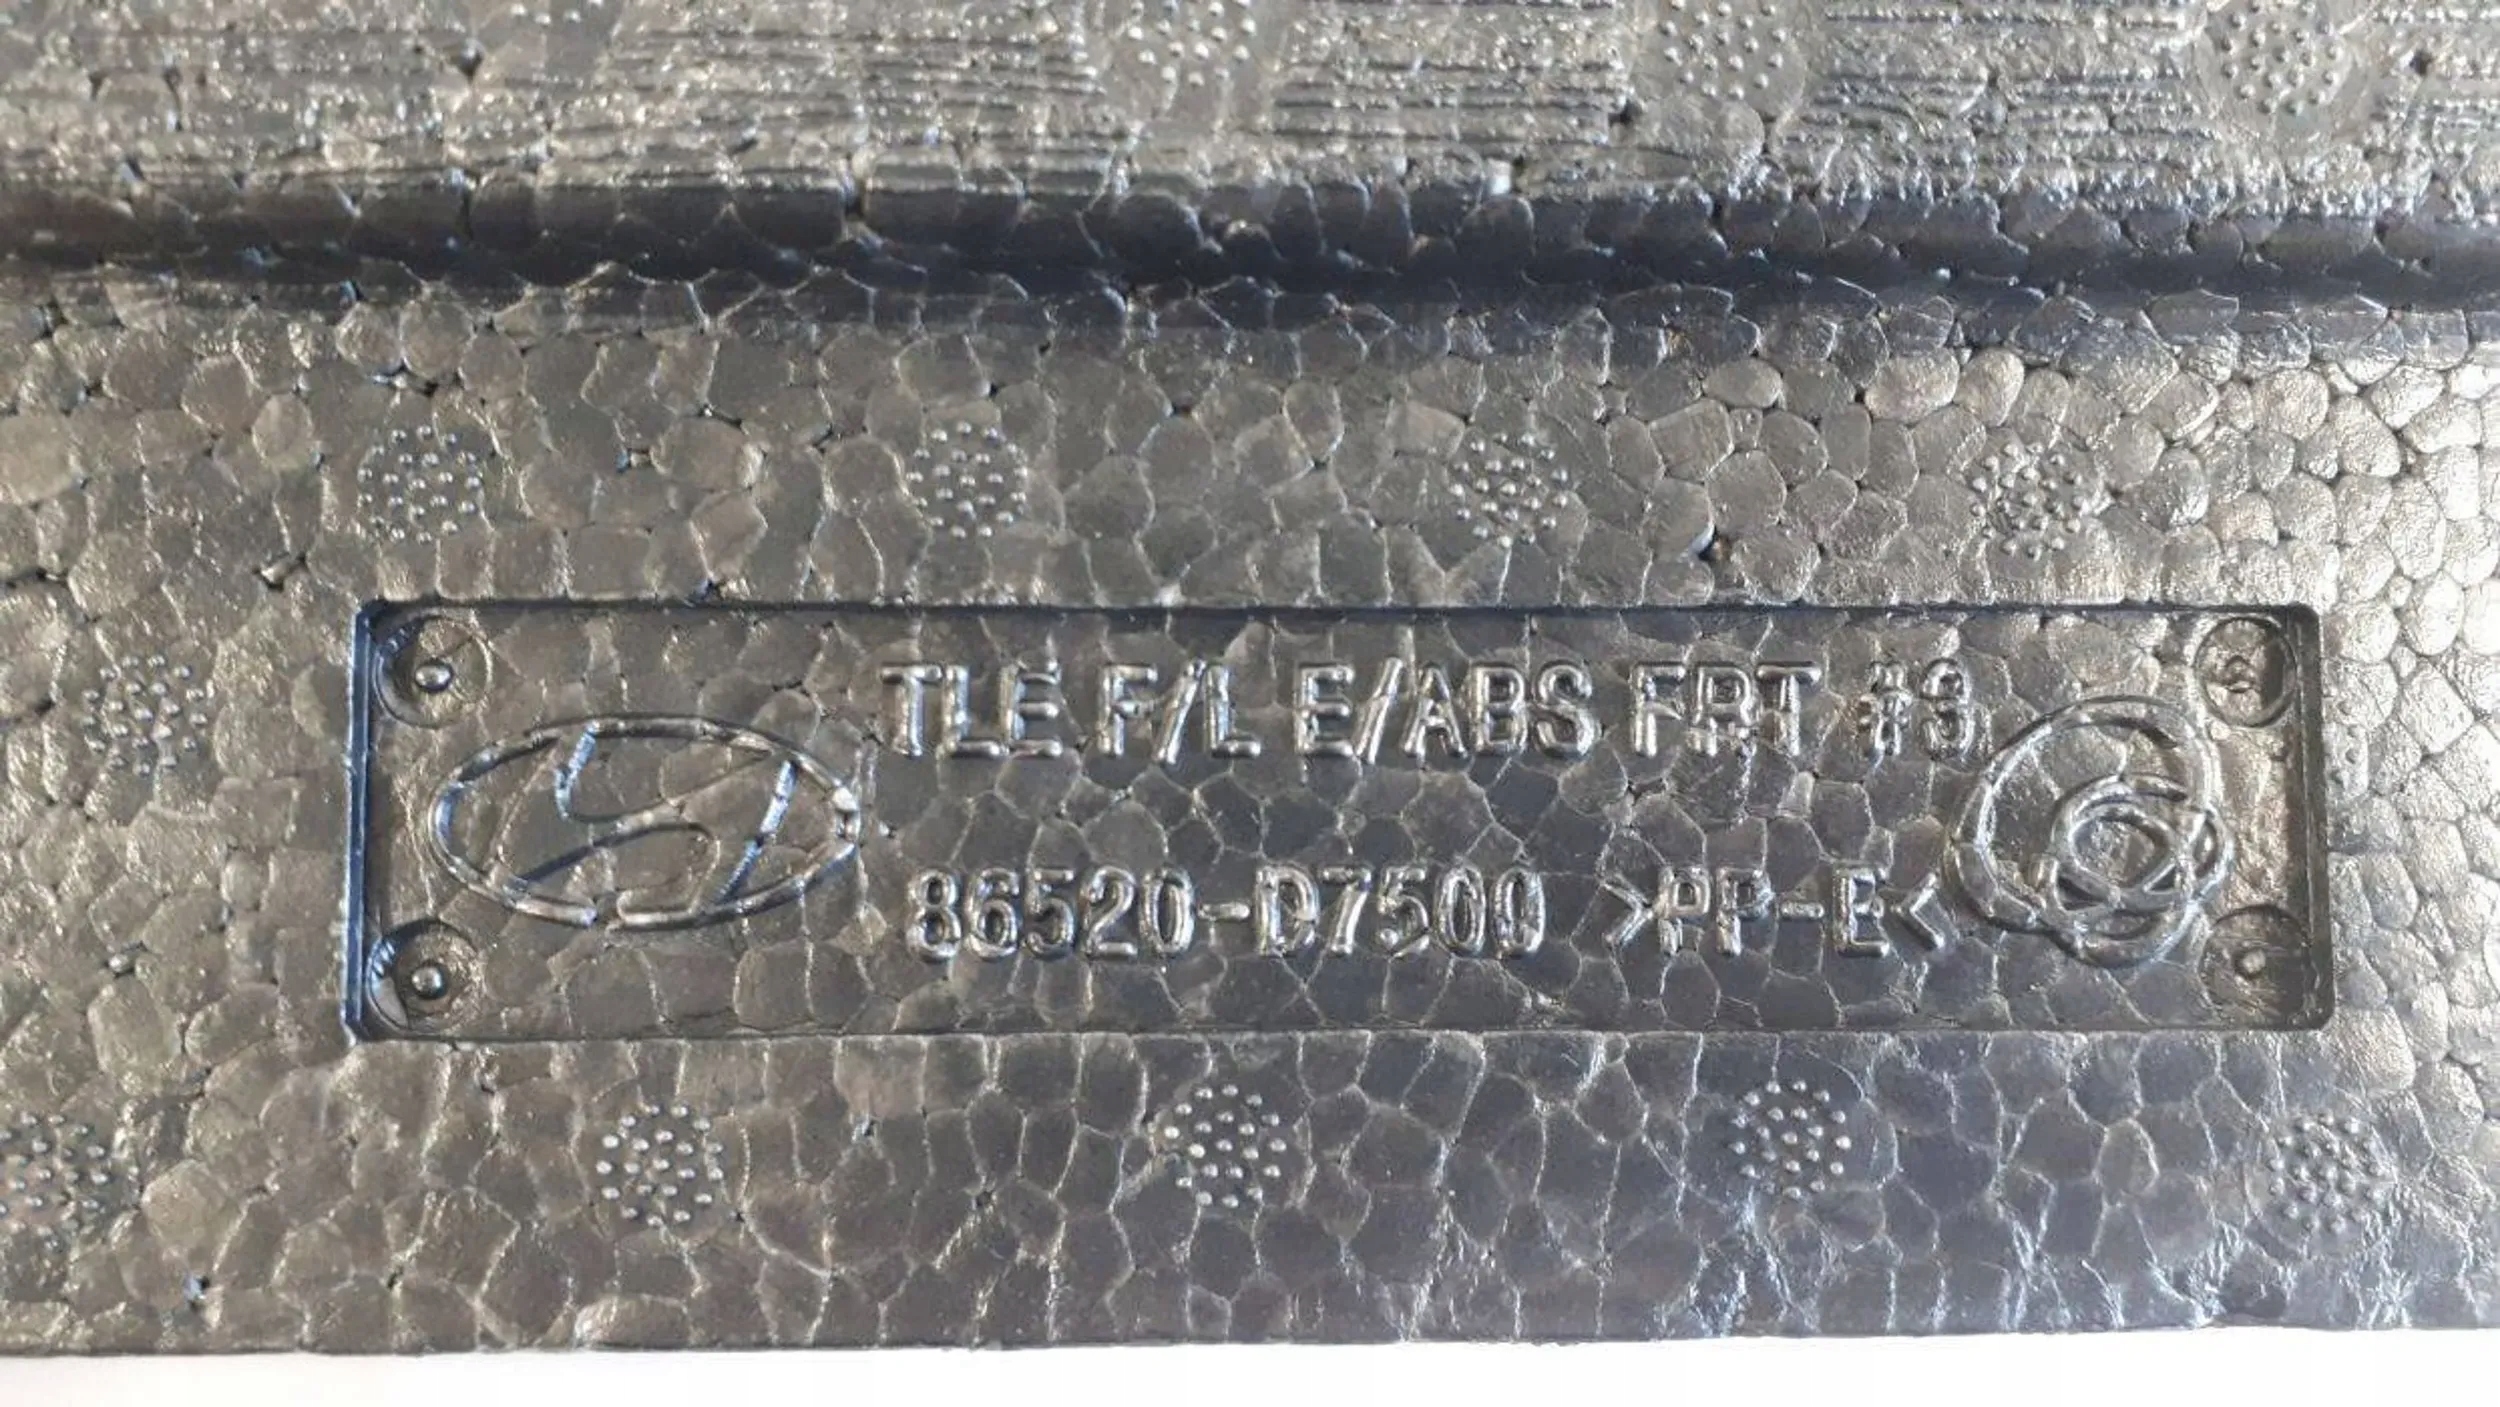 TLE F/L E/ABS FRT #3
86520-D7500 >PP-E<